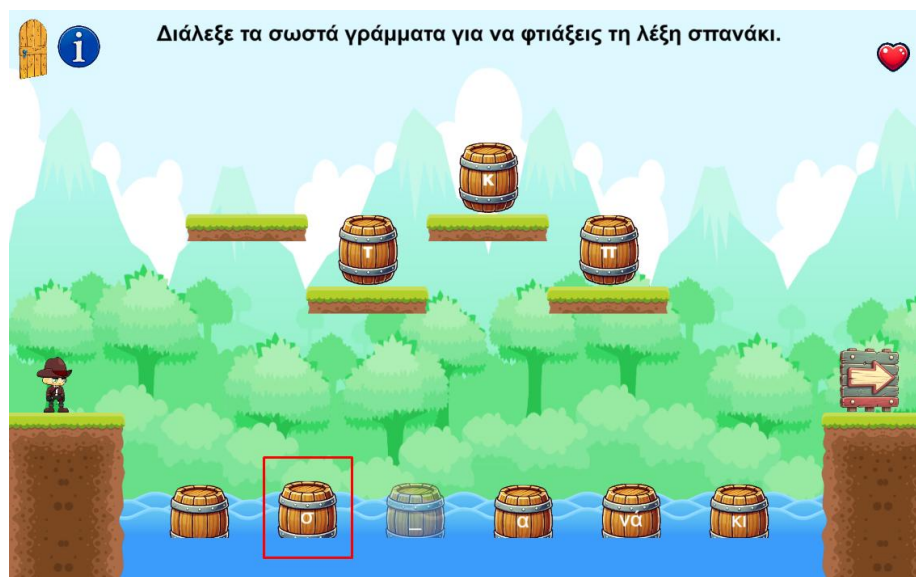 Διάλεξε τα σωστά γράμματα για να φτιάξεις τη λέξη σπανάκι.
κ
τ π
σ _ α νά κι